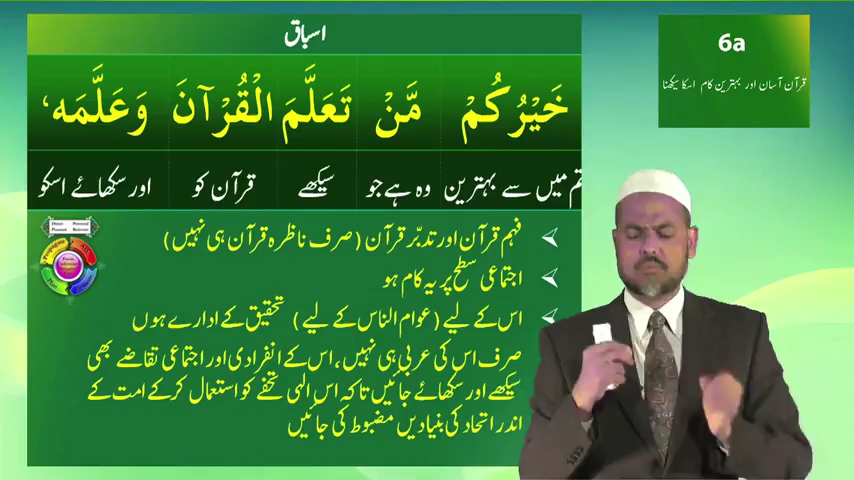 اسباق
خَيْرُكُمْ مَّنْ تَعَلَّمَ الْقُرْآنَ وَعَلَّمَهٗ
تم میں سے بہترین وہ ہے جو سیکھے قرآن کو اور سکھائے اسکو
فہم قرآن اور تدبّر قرآن (صرف ناظرہ قرآن ہی نہیں)
اجتماعی سطح پر یہ کام ہو
اس کے لیے (عوام الناس کے لیے) تحقیق کے ادارے ہوں
صرف اس کی عربی ہی نہیں، اس کے انفرادی اور اجتماعی تقاضے بھی
سیکھے اور سکھائے جائیں تاکہ اس الٰہی تحفے کو استعمال کرکے امت کے
اندر اتحاد کی بنیادیں مضبوط کی جائیں
6a
قرآن آسان اور بہترین کام اسکا سیکھنا